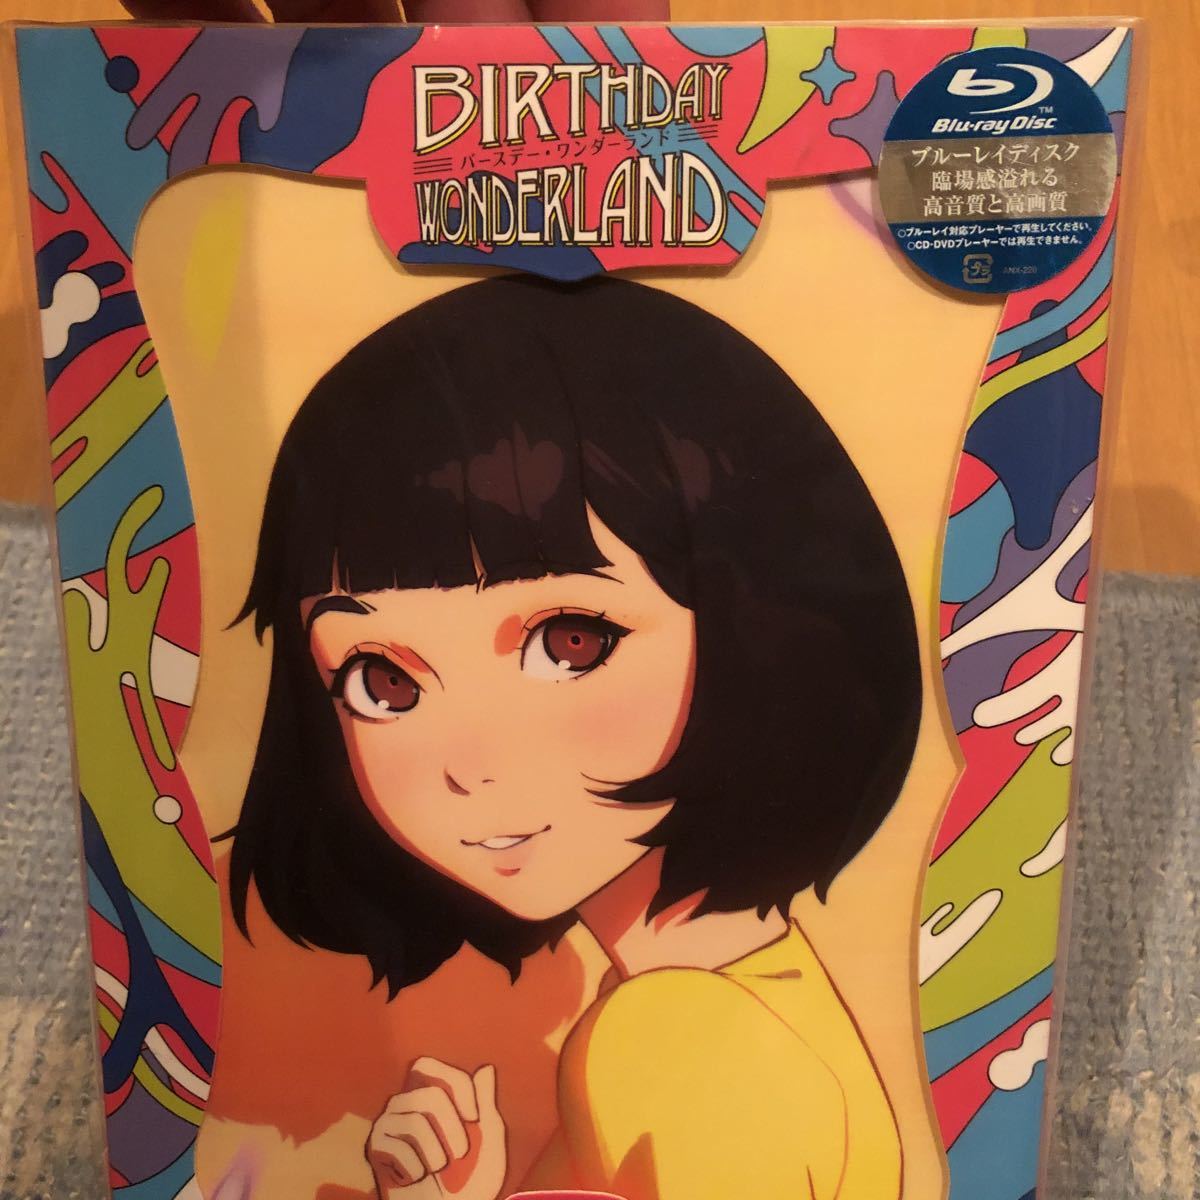 BIRTHDAY
バースデー・ワンダーランド
WONDERLAND
Blu-ray Disc™
ブルーレイディスク
臨場感溢れる
高音質と高画質
○ブルーレイ対応プレーヤーで再生してください。
○CD・DVDプレーヤーでは再生できません。
プラ
ANX-220